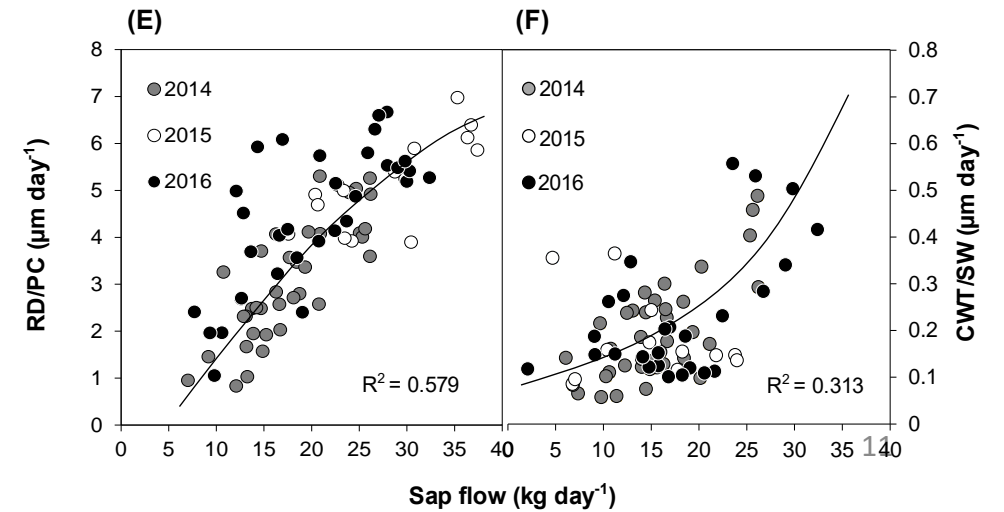 (E)
(F)
8
7
6
5
4
3
2
1
0
RD/PC (µm day-1)
2014
2015
2016
R2 = 0.579
0 5 10 15 20 25 30 35 40
2014
2015
2016
R2 = 0.313
0 5 10 15 20 25 30 35 40
11
0.8
0.7
0.6
0.5
0.4
0.3
0.2
0.1
0
CWT/SW (µm day-1)
Sap flow (kg day-1)